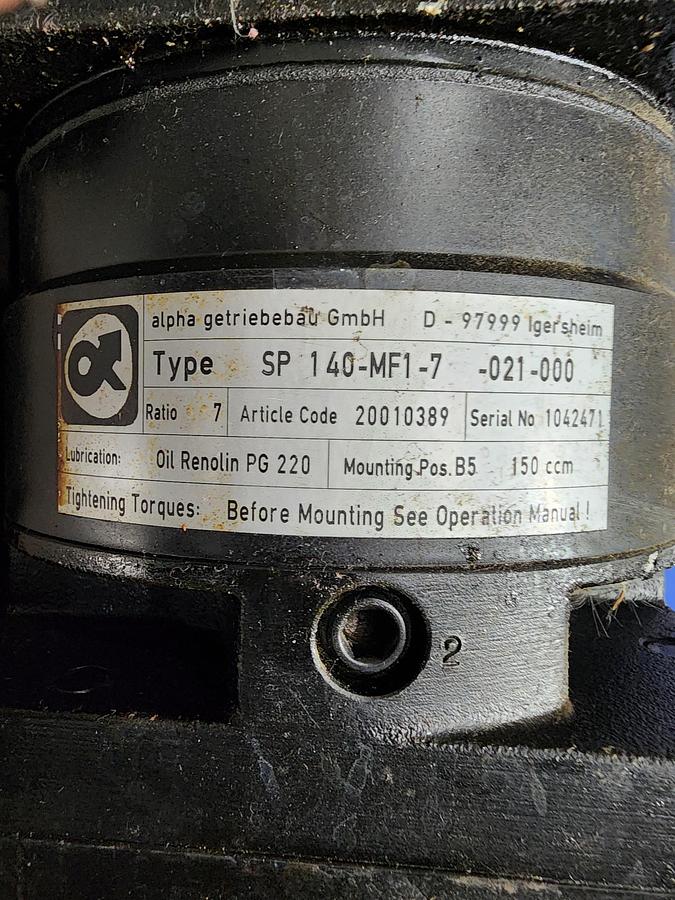 alpha getriebebau GmbH D - 97999 Igersheim
Type SP 140-MF1-7 -021-000
Ratio 7 Article Code 20010389 Serial No 1042471
Lubrication: Oil Renolin PG 220 Mounting Pos. B5 150 ccm
Tightening Torques: Before Mounting See Operation Manual !
2